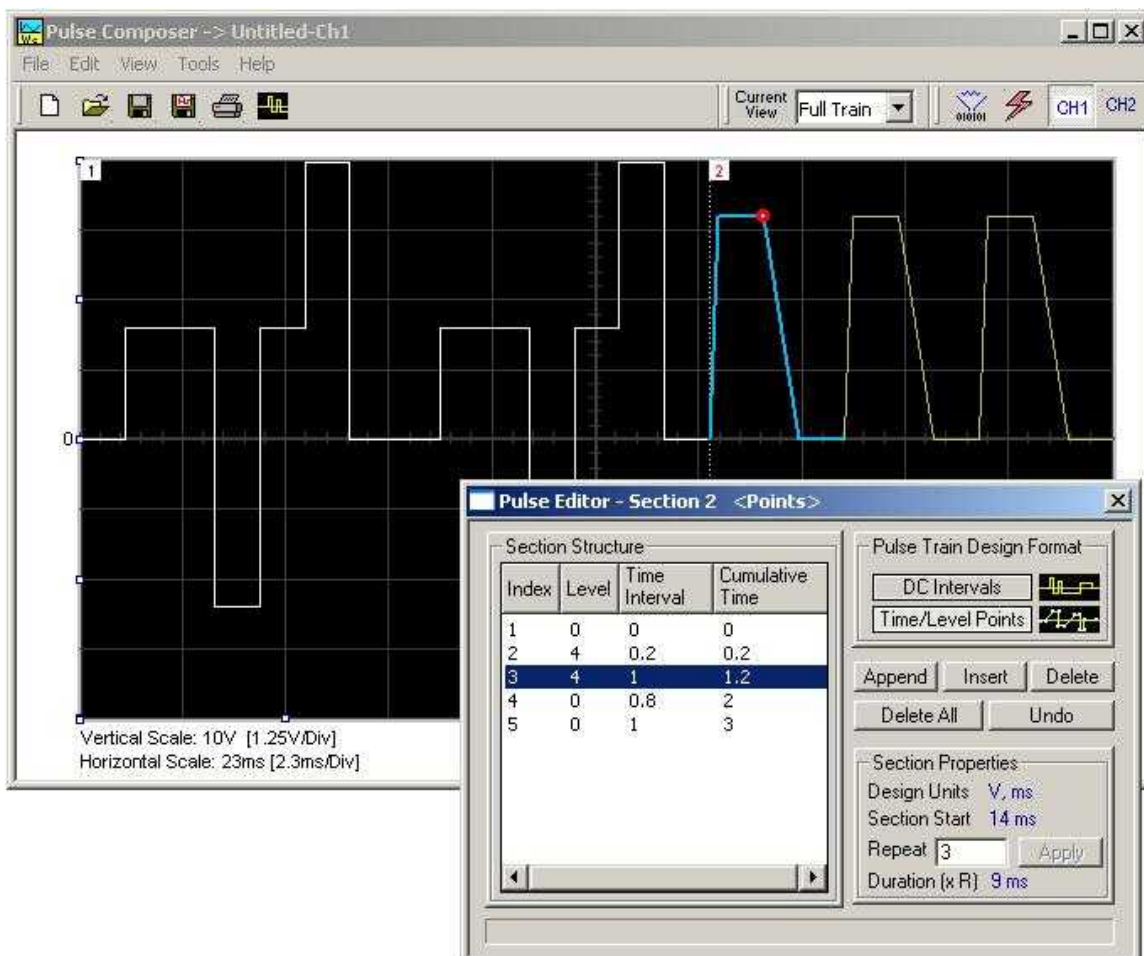 Pulse Composer -> Untitled-Ch1
File Edit View Tools Help
Current View Full Train
010101
CH1 CH2
1
2
0
Vertical Scale: 10V [1.25V/Div]
Horizontal Scale: 23ms [2.3ms/Div]
Pulse Editor - Section 2 <Points>
Section Structure
Index Level Time Interval Cumulative Time
1 0 0 0
2 4 0.2 0.2
3 4 1 1.2
4 0 0.8 2
5 0 1 3
Pulse Train Design Format
DC Intervals
Time/Level Points
Append Insert Delete
Delete All Undo
Section Properties
Design Units V, ms
Section Start 14 ms
Repeat 3 Apply
Duration (x R) 9 ms